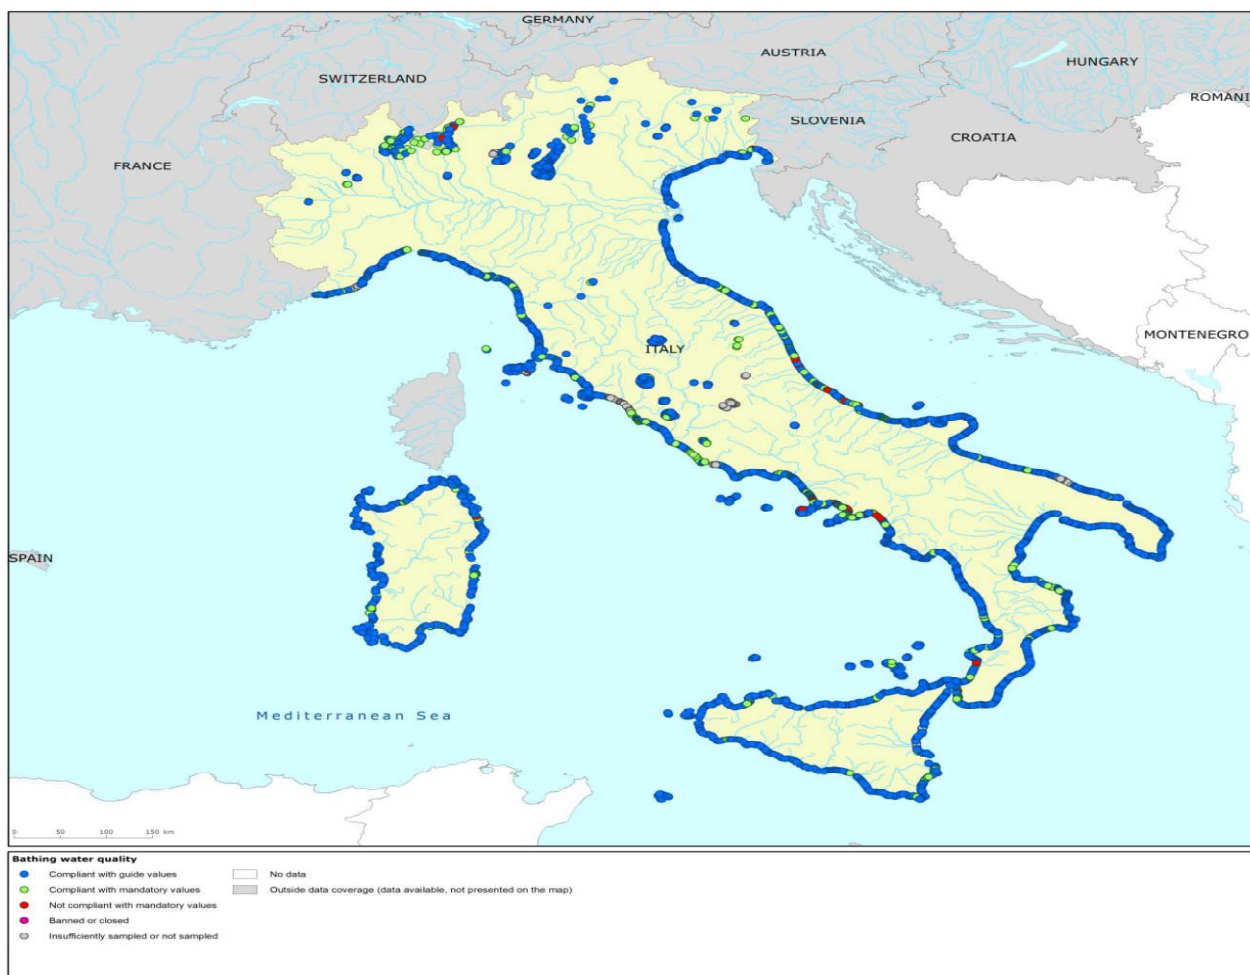 GERMANY
AUSTRIA
HUNGARY
SWITZERLAND
ROMANI
SLOVENIA
CROATIA
FRANCE
MONTENEGRO
ITALY
SPAIN
Mediterranean Sea
0 50 100 150 km
Bathing water quality
Compliant with guide values
No data
Compliant with mandatory values
Outside data coverage (data available, not presented on the map)
Not compliant with mandatory values
Banned or closed
Insufficiently sampled or not sampled